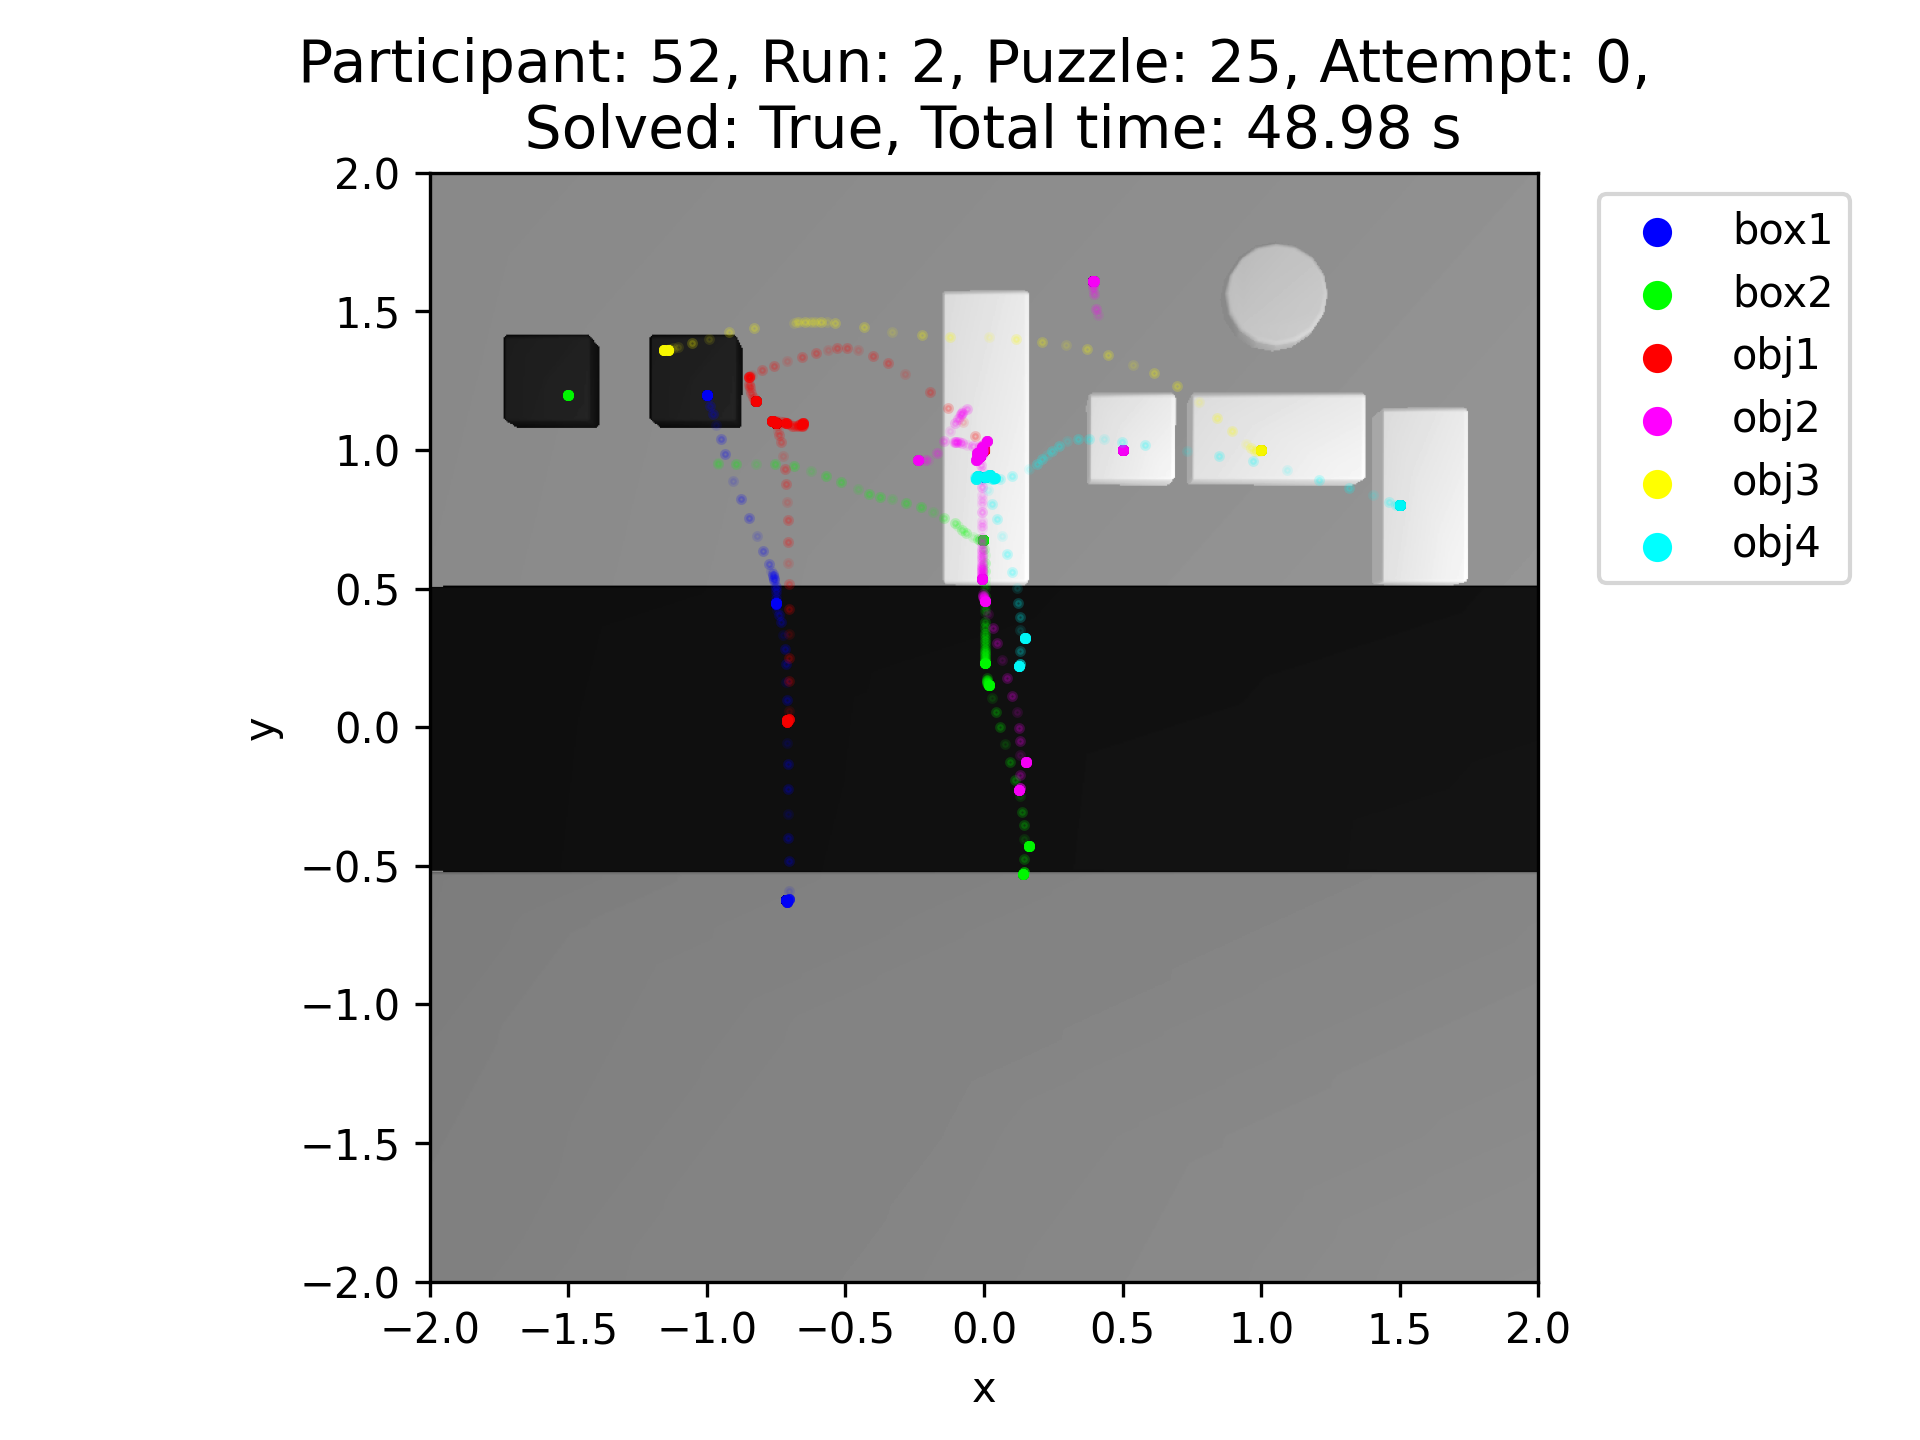 Participant: 52, Run: 2, Puzzle: 25, Attempt: 0,
Solved: True, Total time: 48.98 s
2.0
1.5
1.0
0.5
0.0
−0.5
−1.0
−1.5
−2.0
y
−2.0 −1.5 −1.0 −0.5 0.0 0.5 1.0 1.5 2.0
x
box1
box2
obj1
obj2
obj3
obj4